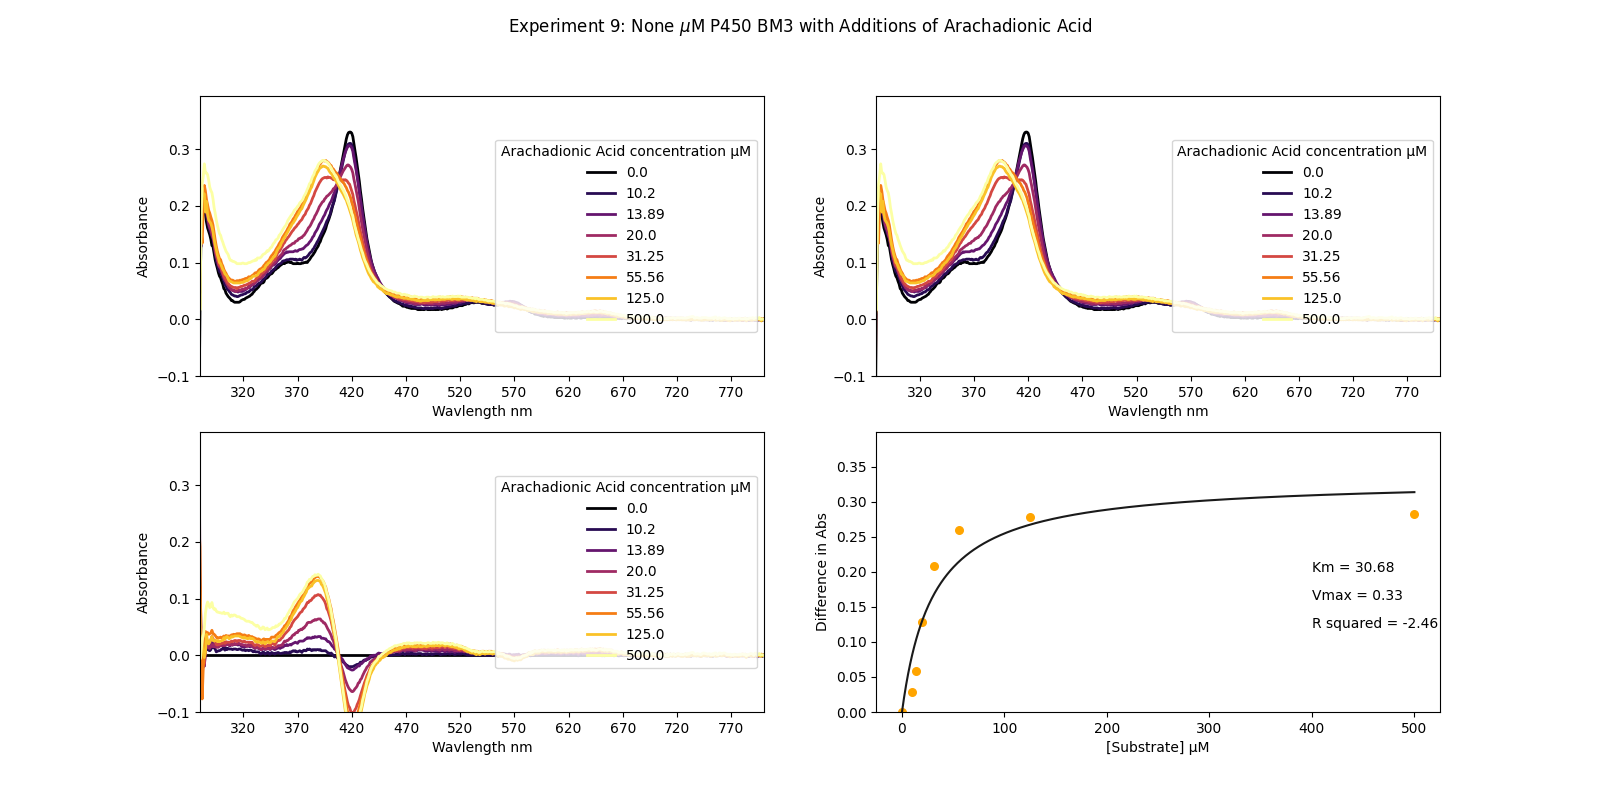 Experiment 9: None μM P450 BM3 with Additions of Arachadionic Acid
Absorbance
0.3
0.2
0.1
0.0
−0.1
320 370 420 470 520 570 620 670 720 770
Wavlength nm
Arachadionic Acid concentration μM
0.0
10.2
13.89
20.0
31.25
55.56
125.0
500.0
Absorbance
0.3
0.2
0.1
0.0
−0.1
320 370 420 470 520 570 620 670 720 770
Wavlength nm
Arachadionic Acid concentration μM
0.0
10.2
13.89
20.0
31.25
55.56
125.0
500.0
Absorbance
0.3
0.2
0.1
0.0
−0.1
320 370 420 470 520 570 620 670 720 770
Wavlength nm
Arachadionic Acid concentration μM
0.0
10.2
13.89
20.0
31.25
55.56
125.0
500.0
Difference in Abs
0.35
0.30
0.25
0.20
0.15
0.10
0.05
0.00
0 100 200 300 400 500
[Substrate] μM
Km = 30.68
Vmax = 0.33
R squared = -2.46